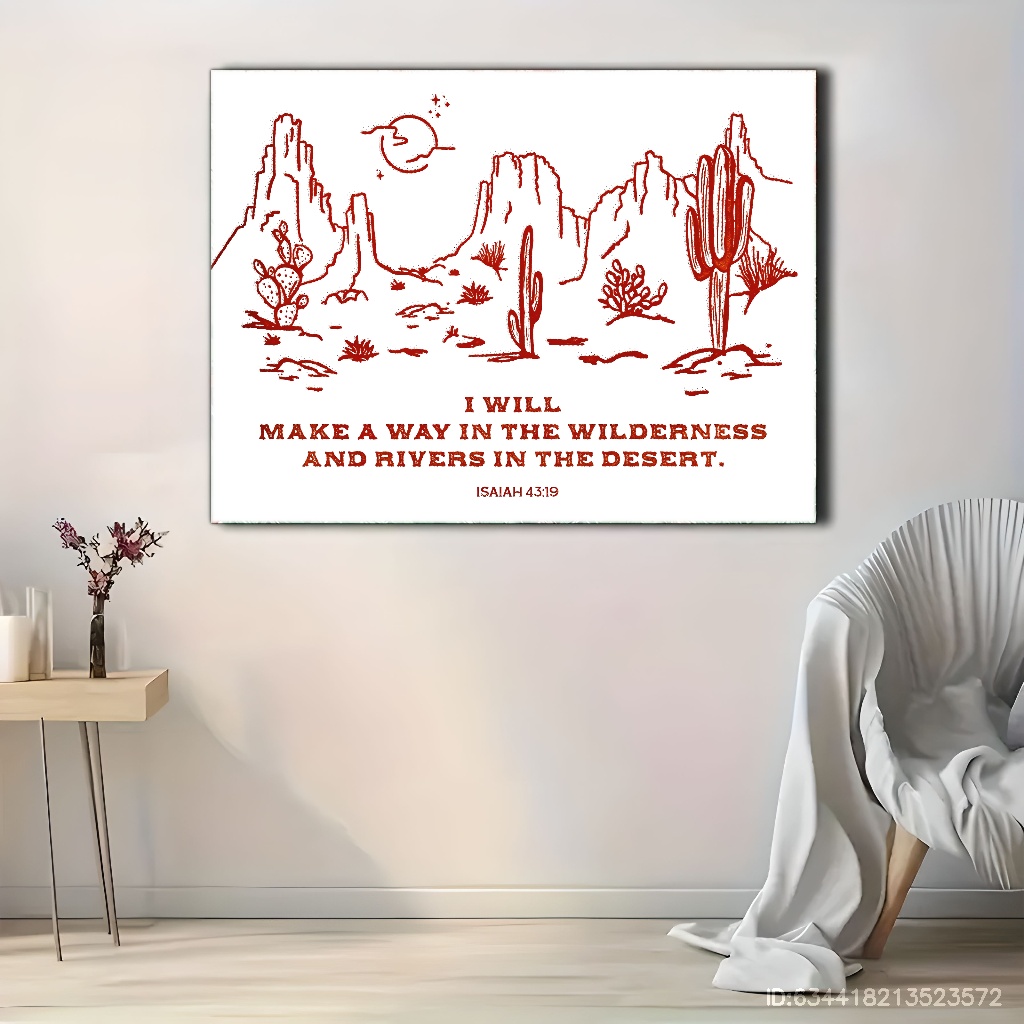 I WILL
MAKE A WAY IN THE WILDERNESS
AND RIVERS IN THE DESERT.
ISAIAH 43:19
ID:634418213523572